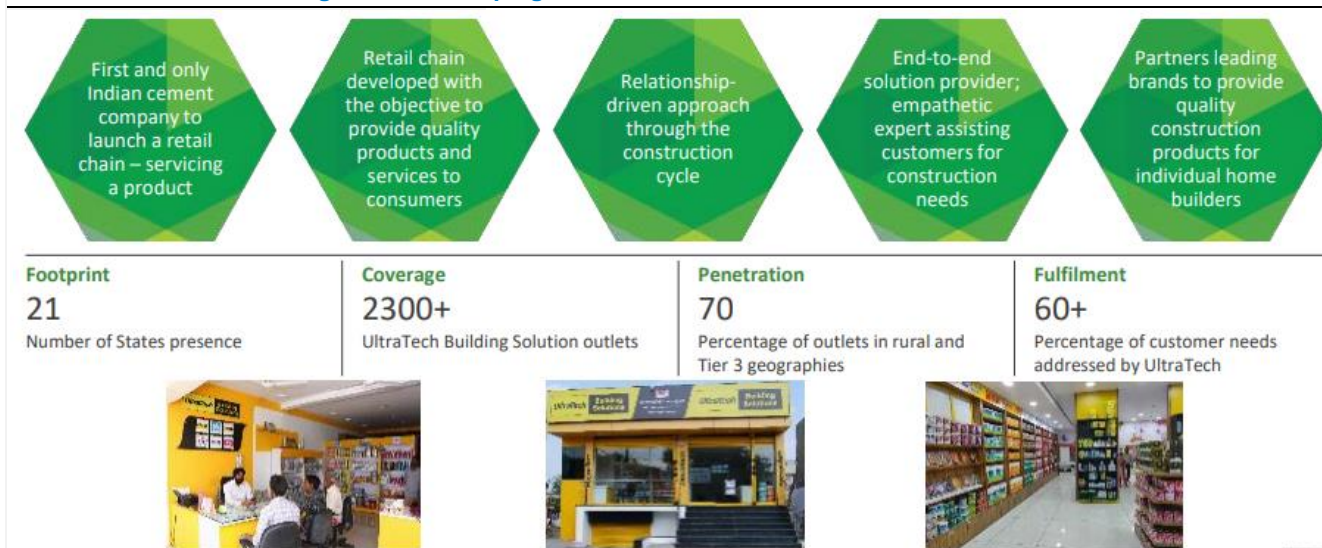 First and only
Indian cement
company to
launch a retail
chain – servicing
a product
Retail chain
developed with
the objective to
provide quality
products and
services to
consumers
Relationship-
driven approach
through the
construction
cycle
End-to-end
solution provider;
empathetic
expert assisting
customers for
construction
needs
Partners leading
brands to provide
quality
construction
products for
individual home
builders
Footprint
21
Number of States presence
Coverage
2300+
UltraTech Building Solution outlets
Penetration
70
Percentage of outlets in rural and
Tier 3 geographies
Fulfilment
60+
Percentage of customer needs
addressed by UltraTech
UltraTech
UltraTech
Building
Solutions
UltraTech
Building
Solutions